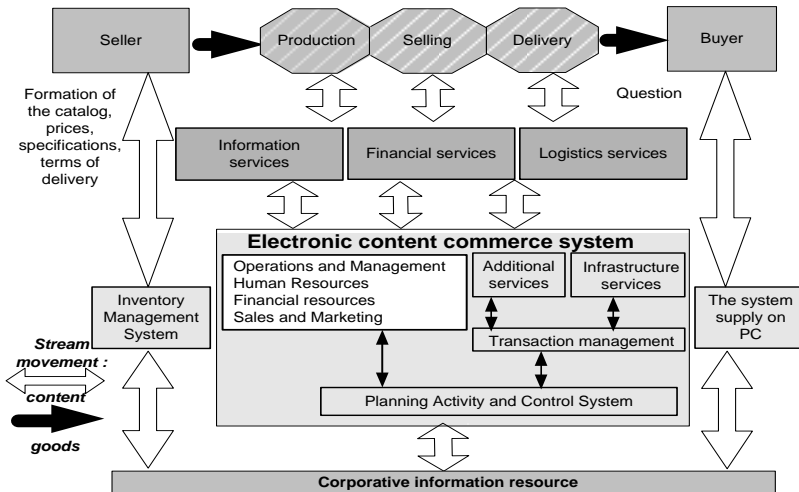 Seller
Production
Selling
Delivery
Buyer
Formation of
the catalog,
prices,
specifications,
terms of
delivery
Question
Information
services
Financial services
Logistics services
Electronic content commerce system
Operations and Management
Human Resources
Financial resources
Sales and Marketing
Additional
services
Infrastructure
services
Inventory
Management
System
The system
supply on
PC
Transaction management
Stream
movement :
content
goods
Planning Activity and Control System
Corporative information resource